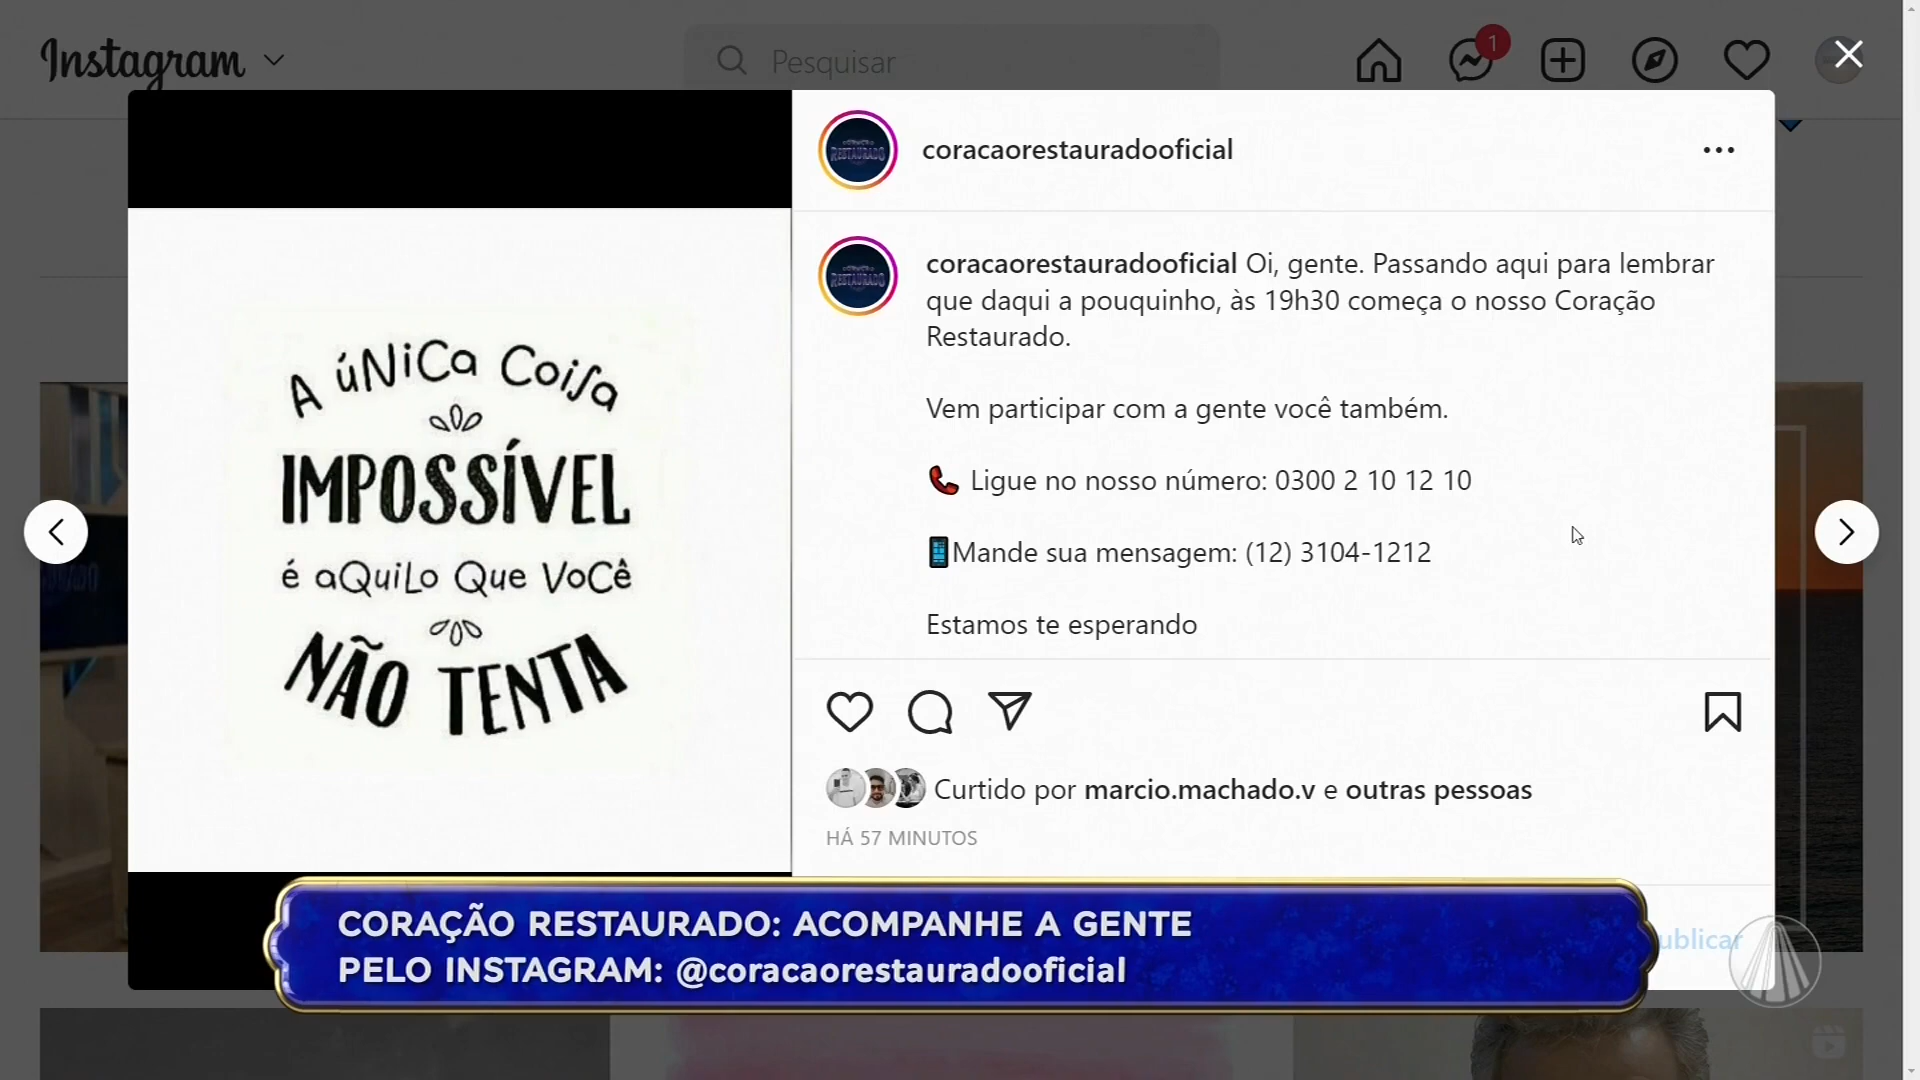 Instagram
Pesquisar
1
coracaorestauradooficial
A úNiCa Coisa
IMPOSSÍVEL
é aQuiLo Que VoCê
NÃO TENTA
coracaorestauradooficial Oi, gente. Passando aqui para lembrar
que daqui a pouquinho, às 19h30 começa o nosso Coração
Restaurado.
Vem participar com a gente você também.
Ligue no nosso número: 0300 2 10 12 10
Mande sua mensagem: (12) 3104-1212
Estamos te esperando
Curtido por marcio.machado.v e outras pessoas
HÁ 57 MINUTOS
ublicar
CORAÇÃO RESTAURADO: ACOMPANHE A GENTE
PELO INSTAGRAM: @coracaorestauradooficial